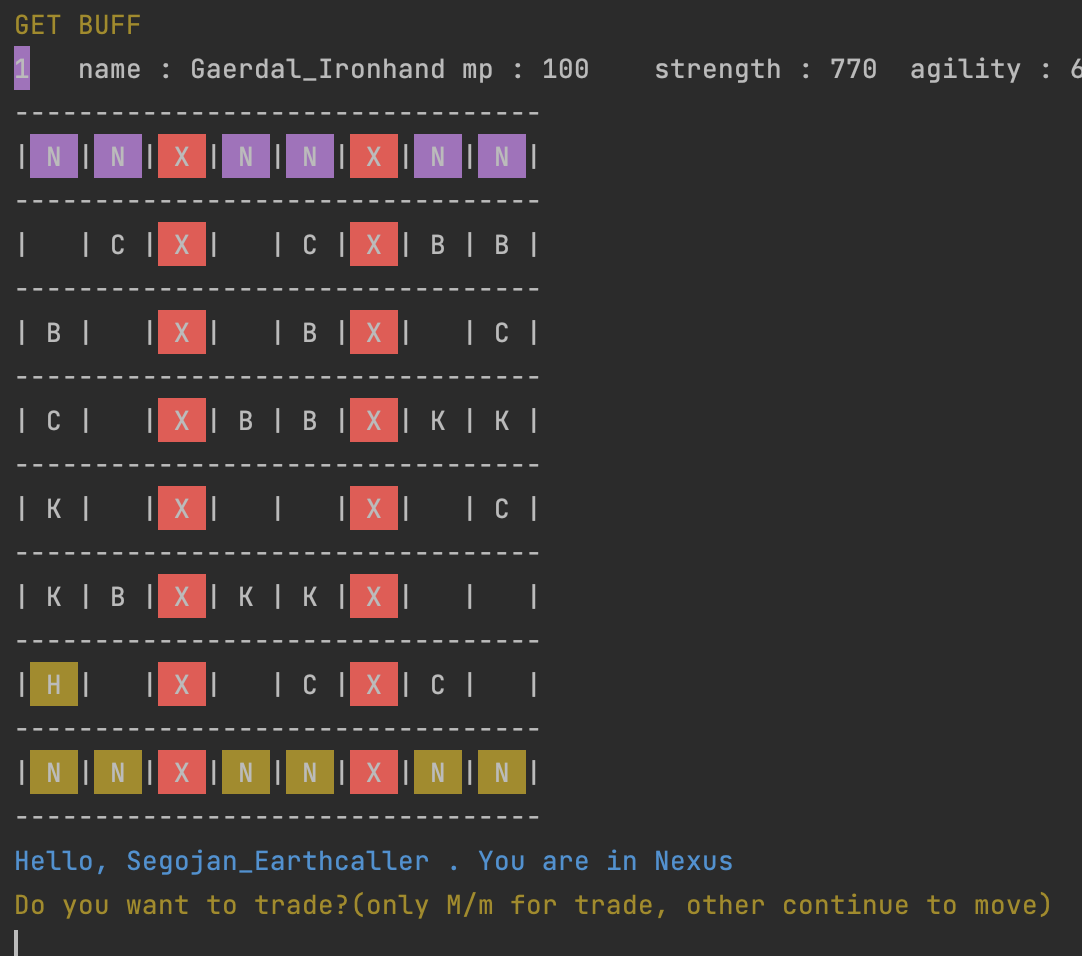 GET BUFF
1   name : Gaerdal_Ironhand mp : 100    strength : 770  agility : 6
---------------------------------
| N | N | X | N | N | X | N | N |
---------------------------------
|   | C | X |   | C | X | B | B |
---------------------------------
| B |   | X |   | B | X |   | C |
---------------------------------
| C |   | X | B | B | X | K | K |
---------------------------------
| K |   | X |   |   | X |   | C |
---------------------------------
| K | B | X | K | K | X |   |   |
---------------------------------
| H |   | X |   | C | X | C |   |
---------------------------------
| N | N | X | N | N | X | N | N |
---------------------------------
Hello, Segojan_Earthcaller . You are in Nexus
Do you want to trade?(only M/m for trade, other continue to move)